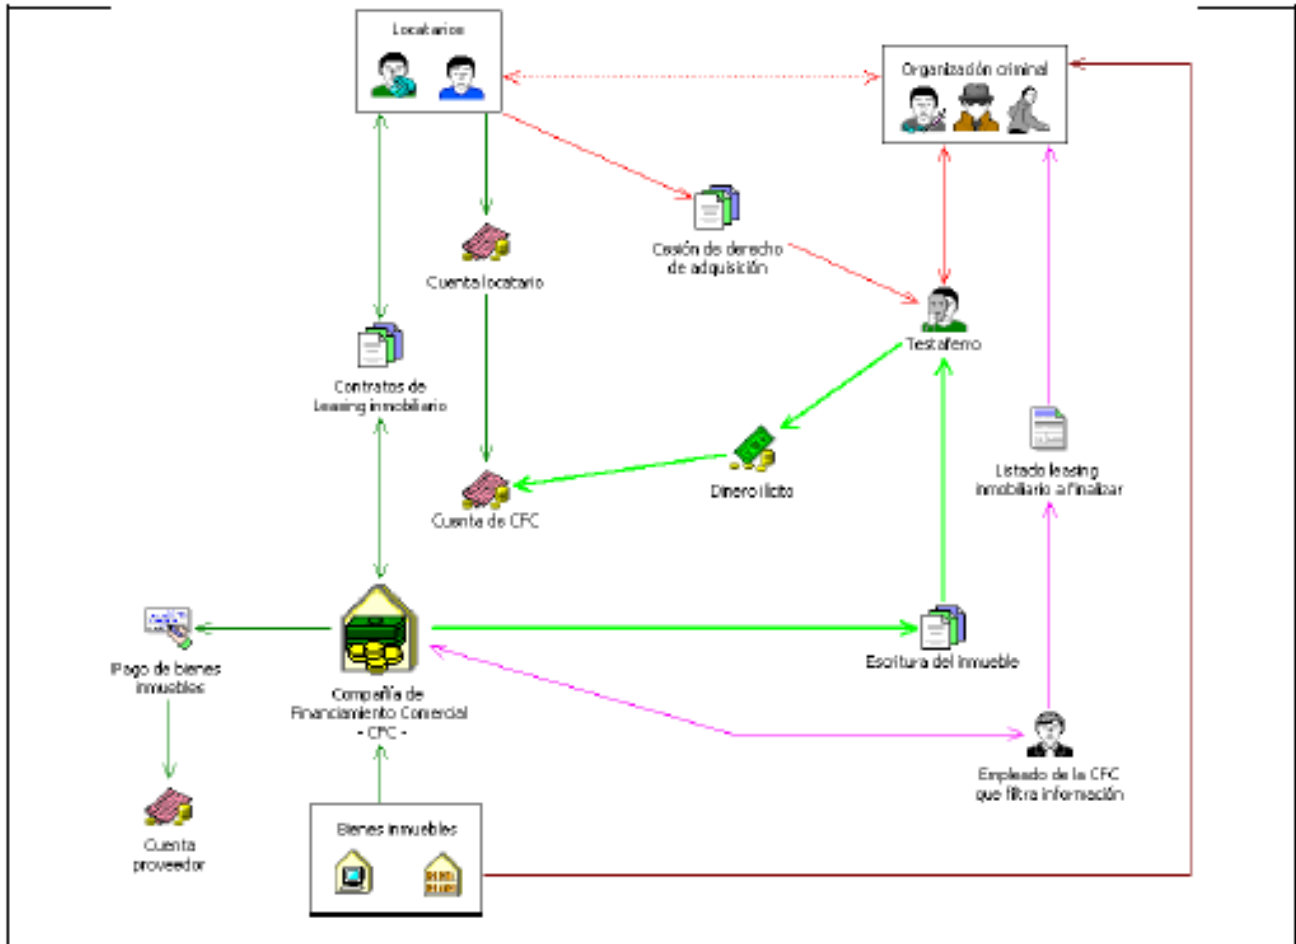 Locatarios
Organización criminal
Cesión de derecho
de adquisición
Cuenta locatario
Testaferro
Contratos de
Leasing inmobiliario
Listado leasing
inmobiliario a finalizar
Dinero ilícito
Cuenta de CFC
Pago de bienes
inmuebles
Escritura del inmueble
Compañía de
Financiamiento Comercial
- CFC -
Empleado de la CFC
que filtra información
Bienes inmuebles
Cuenta
proveedor